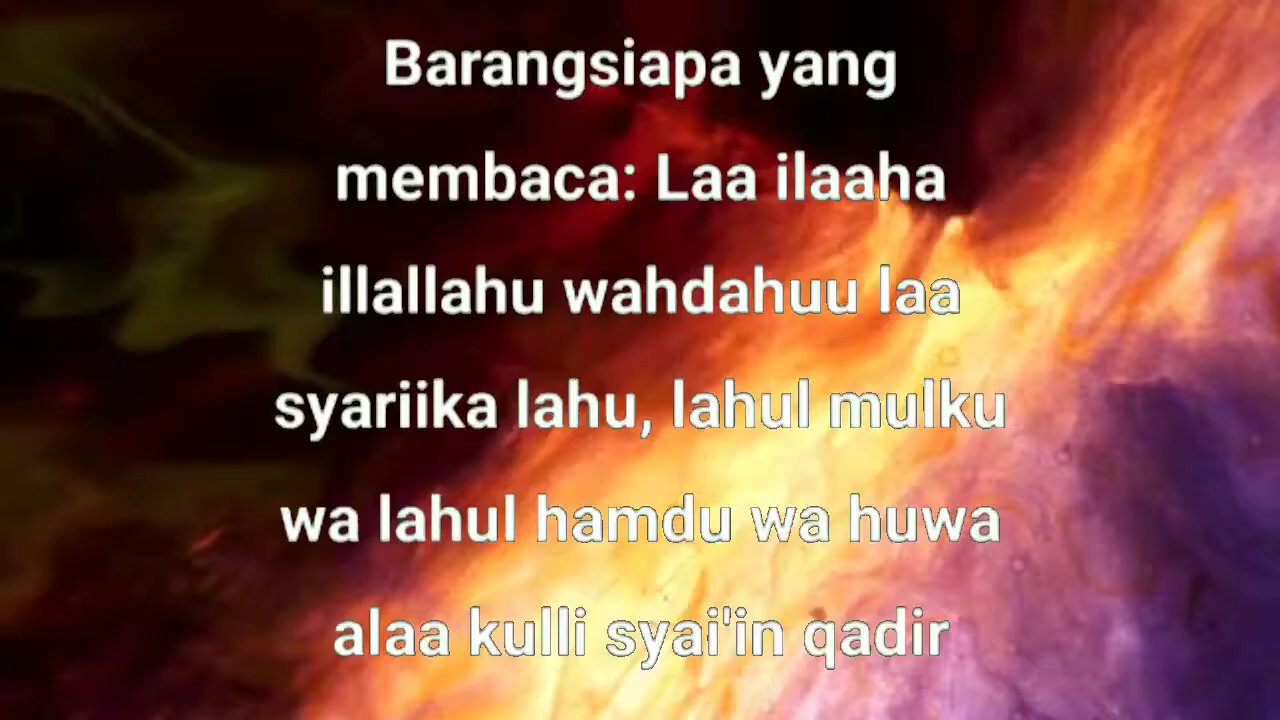 Barangsiapa yang
membaca: Laa ilaaha
illallahu wahdahuu laa
syariika lahu, lahul mulku
wa lahul hamdu wa huwa
alaa kulli syai'in qadir